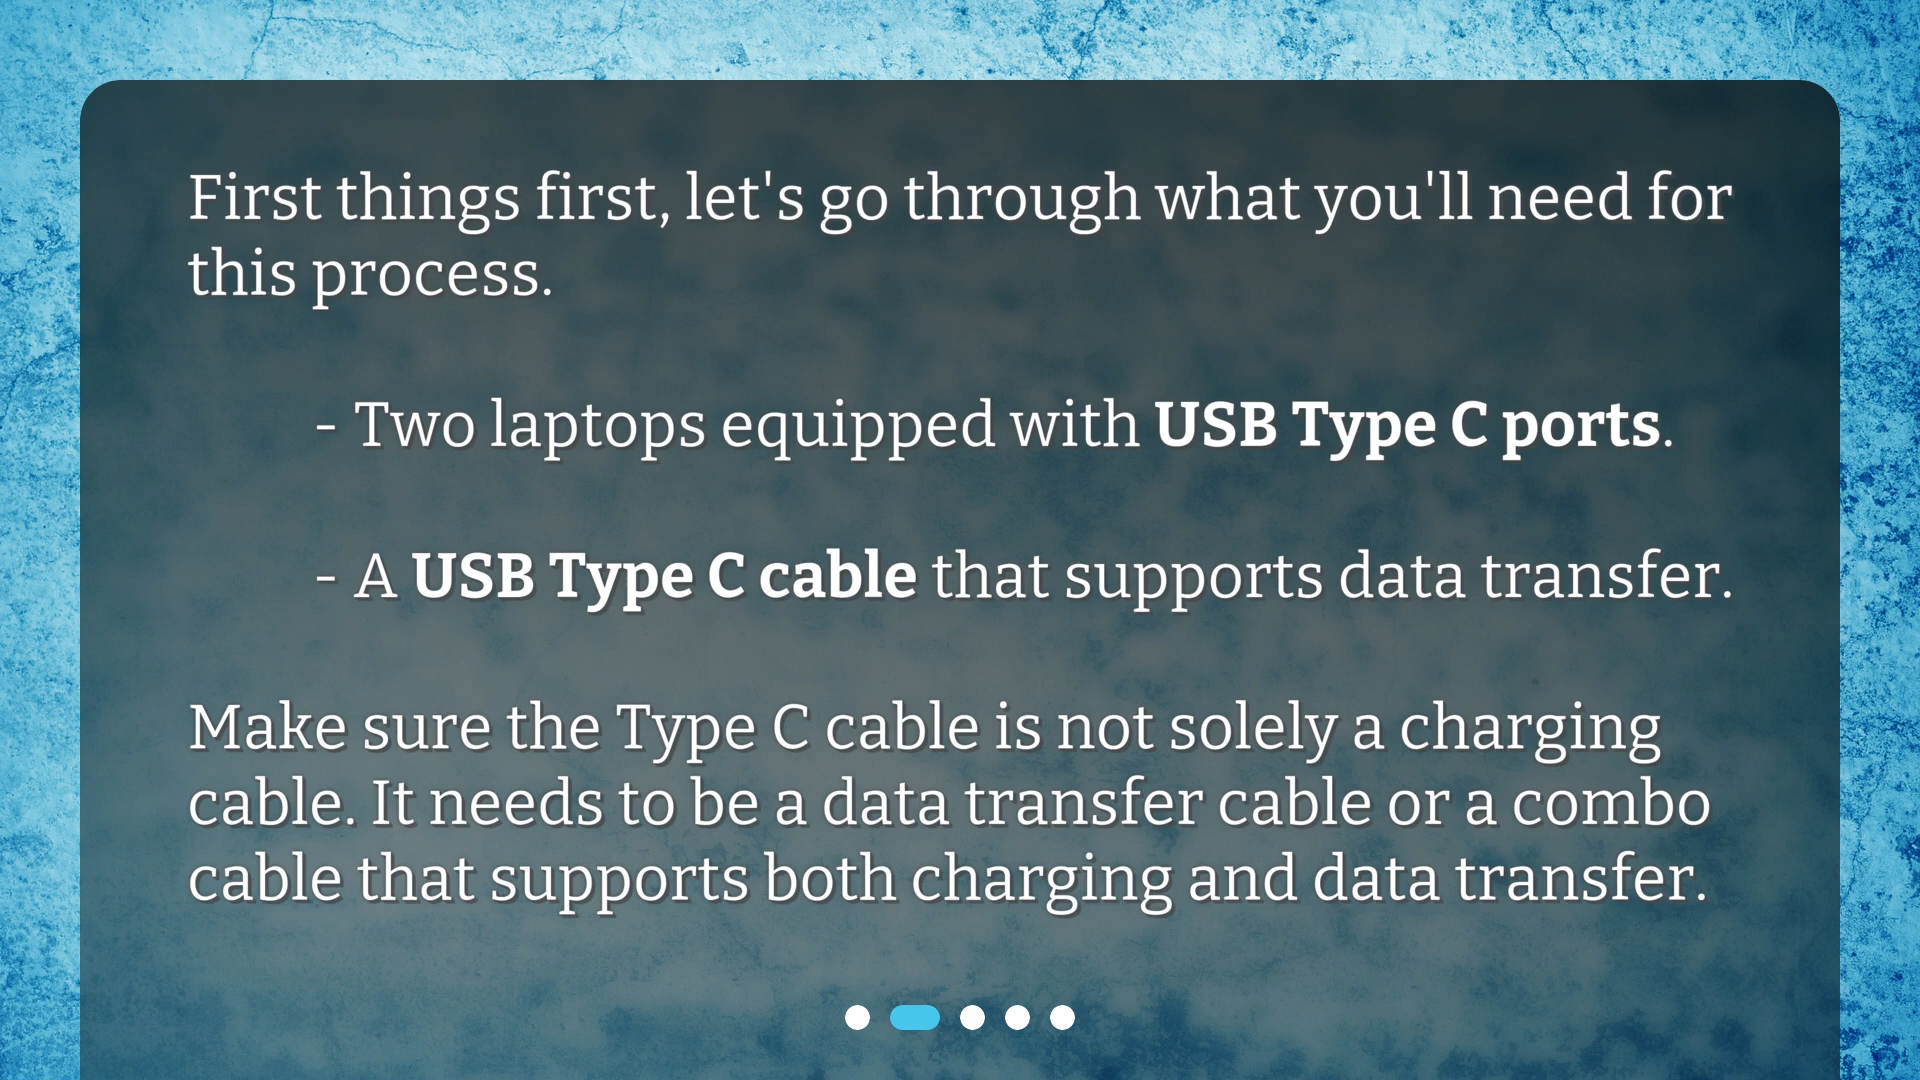 First things first, let's go through what you'll need for
this process.
- Two laptops equipped with USB Type C ports.
- A USB Type C cable that supports data transfer.
Make sure the Type C cable is not solely a charging
cable. It needs to be a data transfer cable or a combo
cable that supports both charging and data transfer.